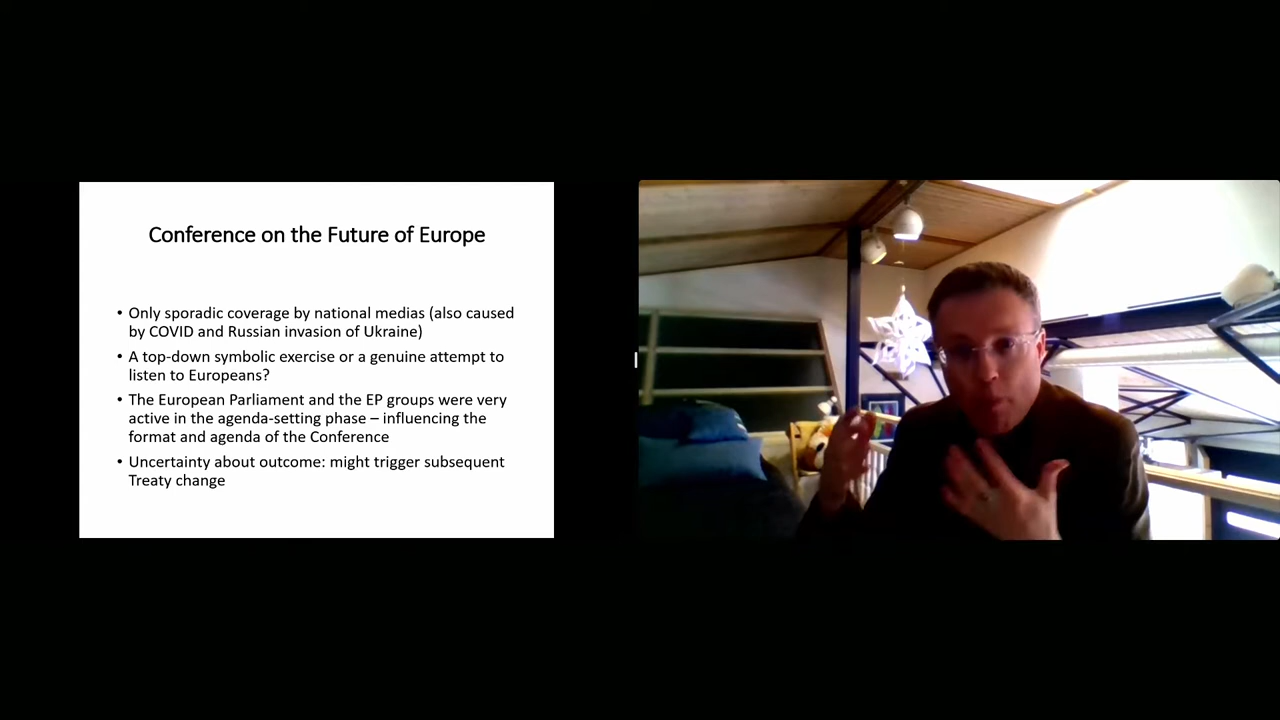 Conference on the Future of Europe
• Only sporadic coverage by national medias (also caused
by COVID and Russian invasion of Ukraine)
• A top-down symbolic exercise or a genuine attempt to
listen to Europeans?
• The European Parliament and the EP groups were very
active in the agenda-setting phase – influencing the
format and agenda of the Conference
• Uncertainty about outcome: might trigger subsequent
Treaty change